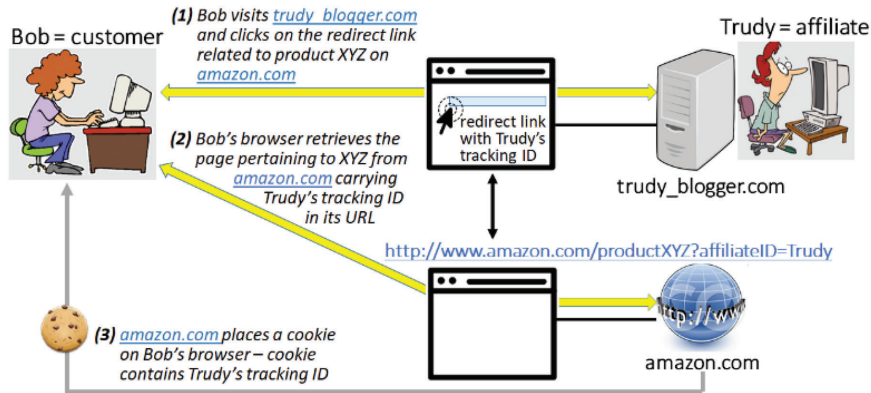 Bob = customer
(1) Bob visits trudy_blogger.com
and clicks on the redirect link
related to product XYZ on
amazon.com
Trudy = affiliate
redirect link
with Trudy's
tracking ID
trudy_blogger.com
(2) Bob's browser retrieves the
page pertaining to XYZ from
amazon.com carrying
Trudy's tracking ID
in its URL
http://www.amazon.com/productXYZ?affiliateID=Trudy
http://www
amazon.com
(3) amazon.com places a cookie
on Bob's browser – cookie
contains Trudy's tracking ID